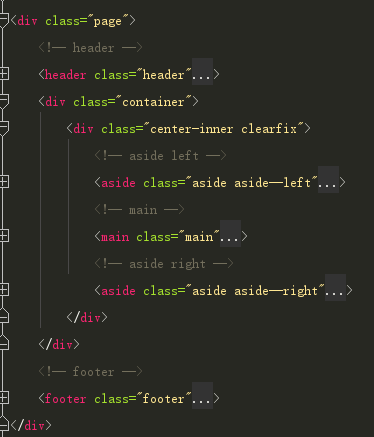 <div class="page">
<!-- header -->
<header class="header"...>
<div class="container">
<div class="center-inner clearfix">
<!-- aside left -->
<aside class="aside aside--left"...>
<!-- main -->
<main class="main"...>
<!-- aside right -->
<aside class="aside aside--right"...>
</div>
</div>
<!-- footer -->
<footer class="footer"...>
</div>